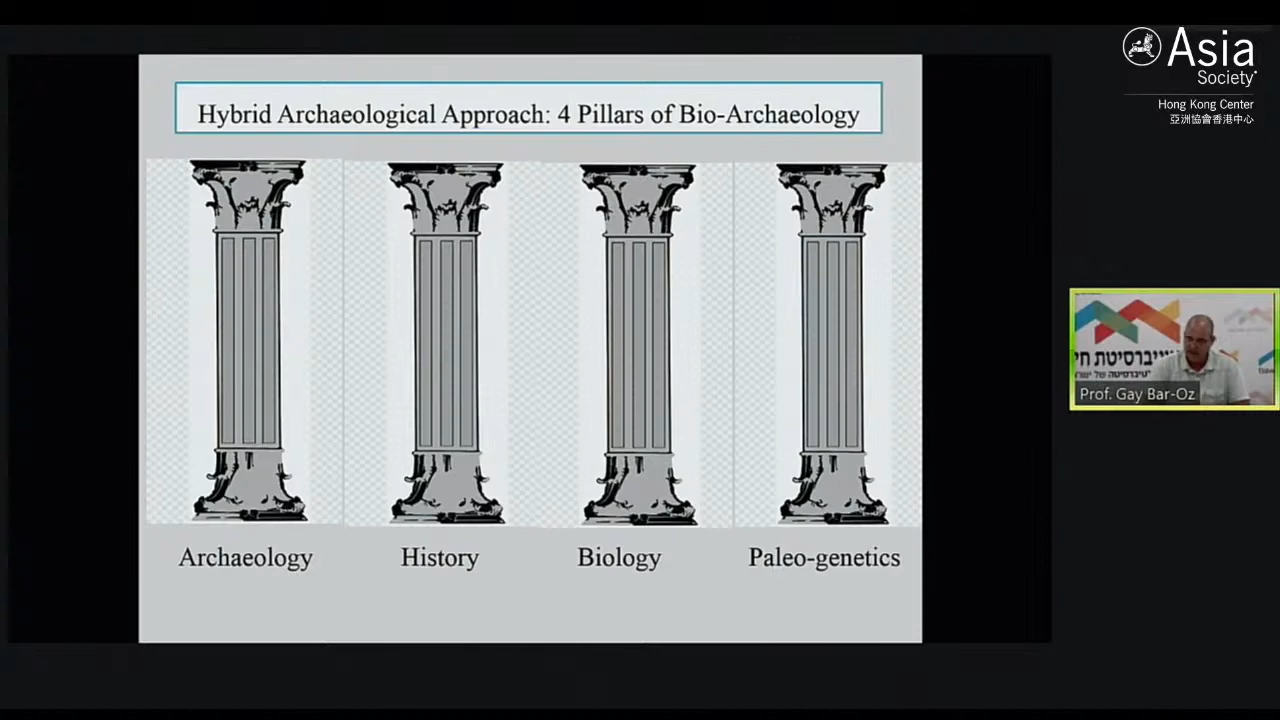 Asia
Society
Hong Kong Center
亞洲協會香港中心
Hybrid Archaeological Approach: 4 Pillars of Bio-Archaeology
Archaeology
History
Biology
Paleo-genetics
Prof. Gay Bar-Oz